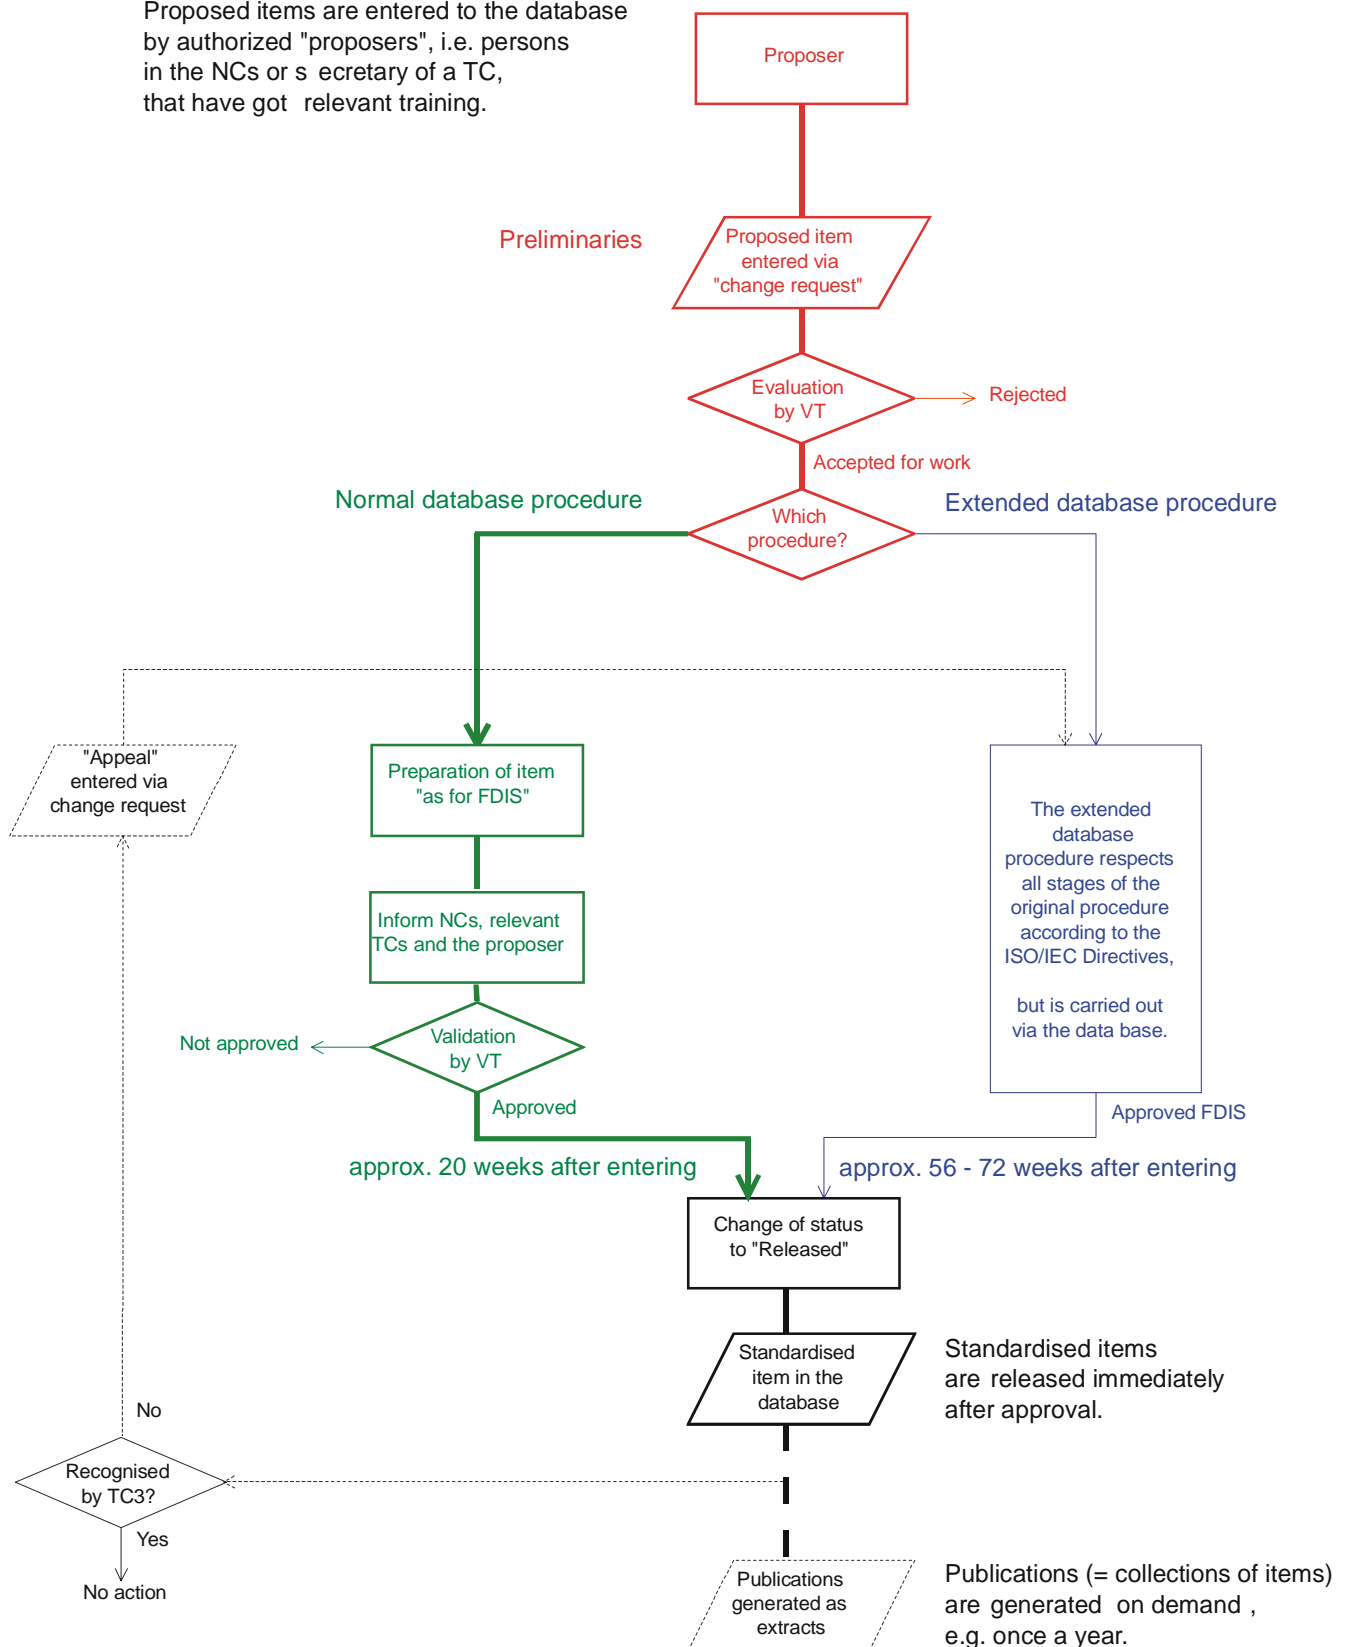 Proposed items are entered to the database
by authorized "proposers", i.e. persons
in the NCs or s ecretary of a TC,
that have got relevant training.
Proposer
Preliminaries
Proposed item
entered via
"change request"
Evaluation
by VT
Rejected
Accepted for work
Normal database procedure
Extended database procedure
Which
procedure?
"Appeal"
entered via
change request
Preparation of item
"as for FDIS"
The extended
database
procedure respects
all stages of the
original procedure
according to the
ISO/IEC Directives,
but is carried out
via the data base.
Inform NCs, relevant
TCs and the proposer
Not approved
Validation
by VT
Approved
Approved FDIS
approx. 20 weeks after entering
approx. 56 - 72 weeks after entering
Change of status
to "Released"
Standardised
item in the
database
Standardised items
are released immediately
after approval.
No
Recognised
by TC3?
Yes
No action
Publications
generated as
extracts
Publications (= collections of items)
are generated on demand ,
e.g. once a year.